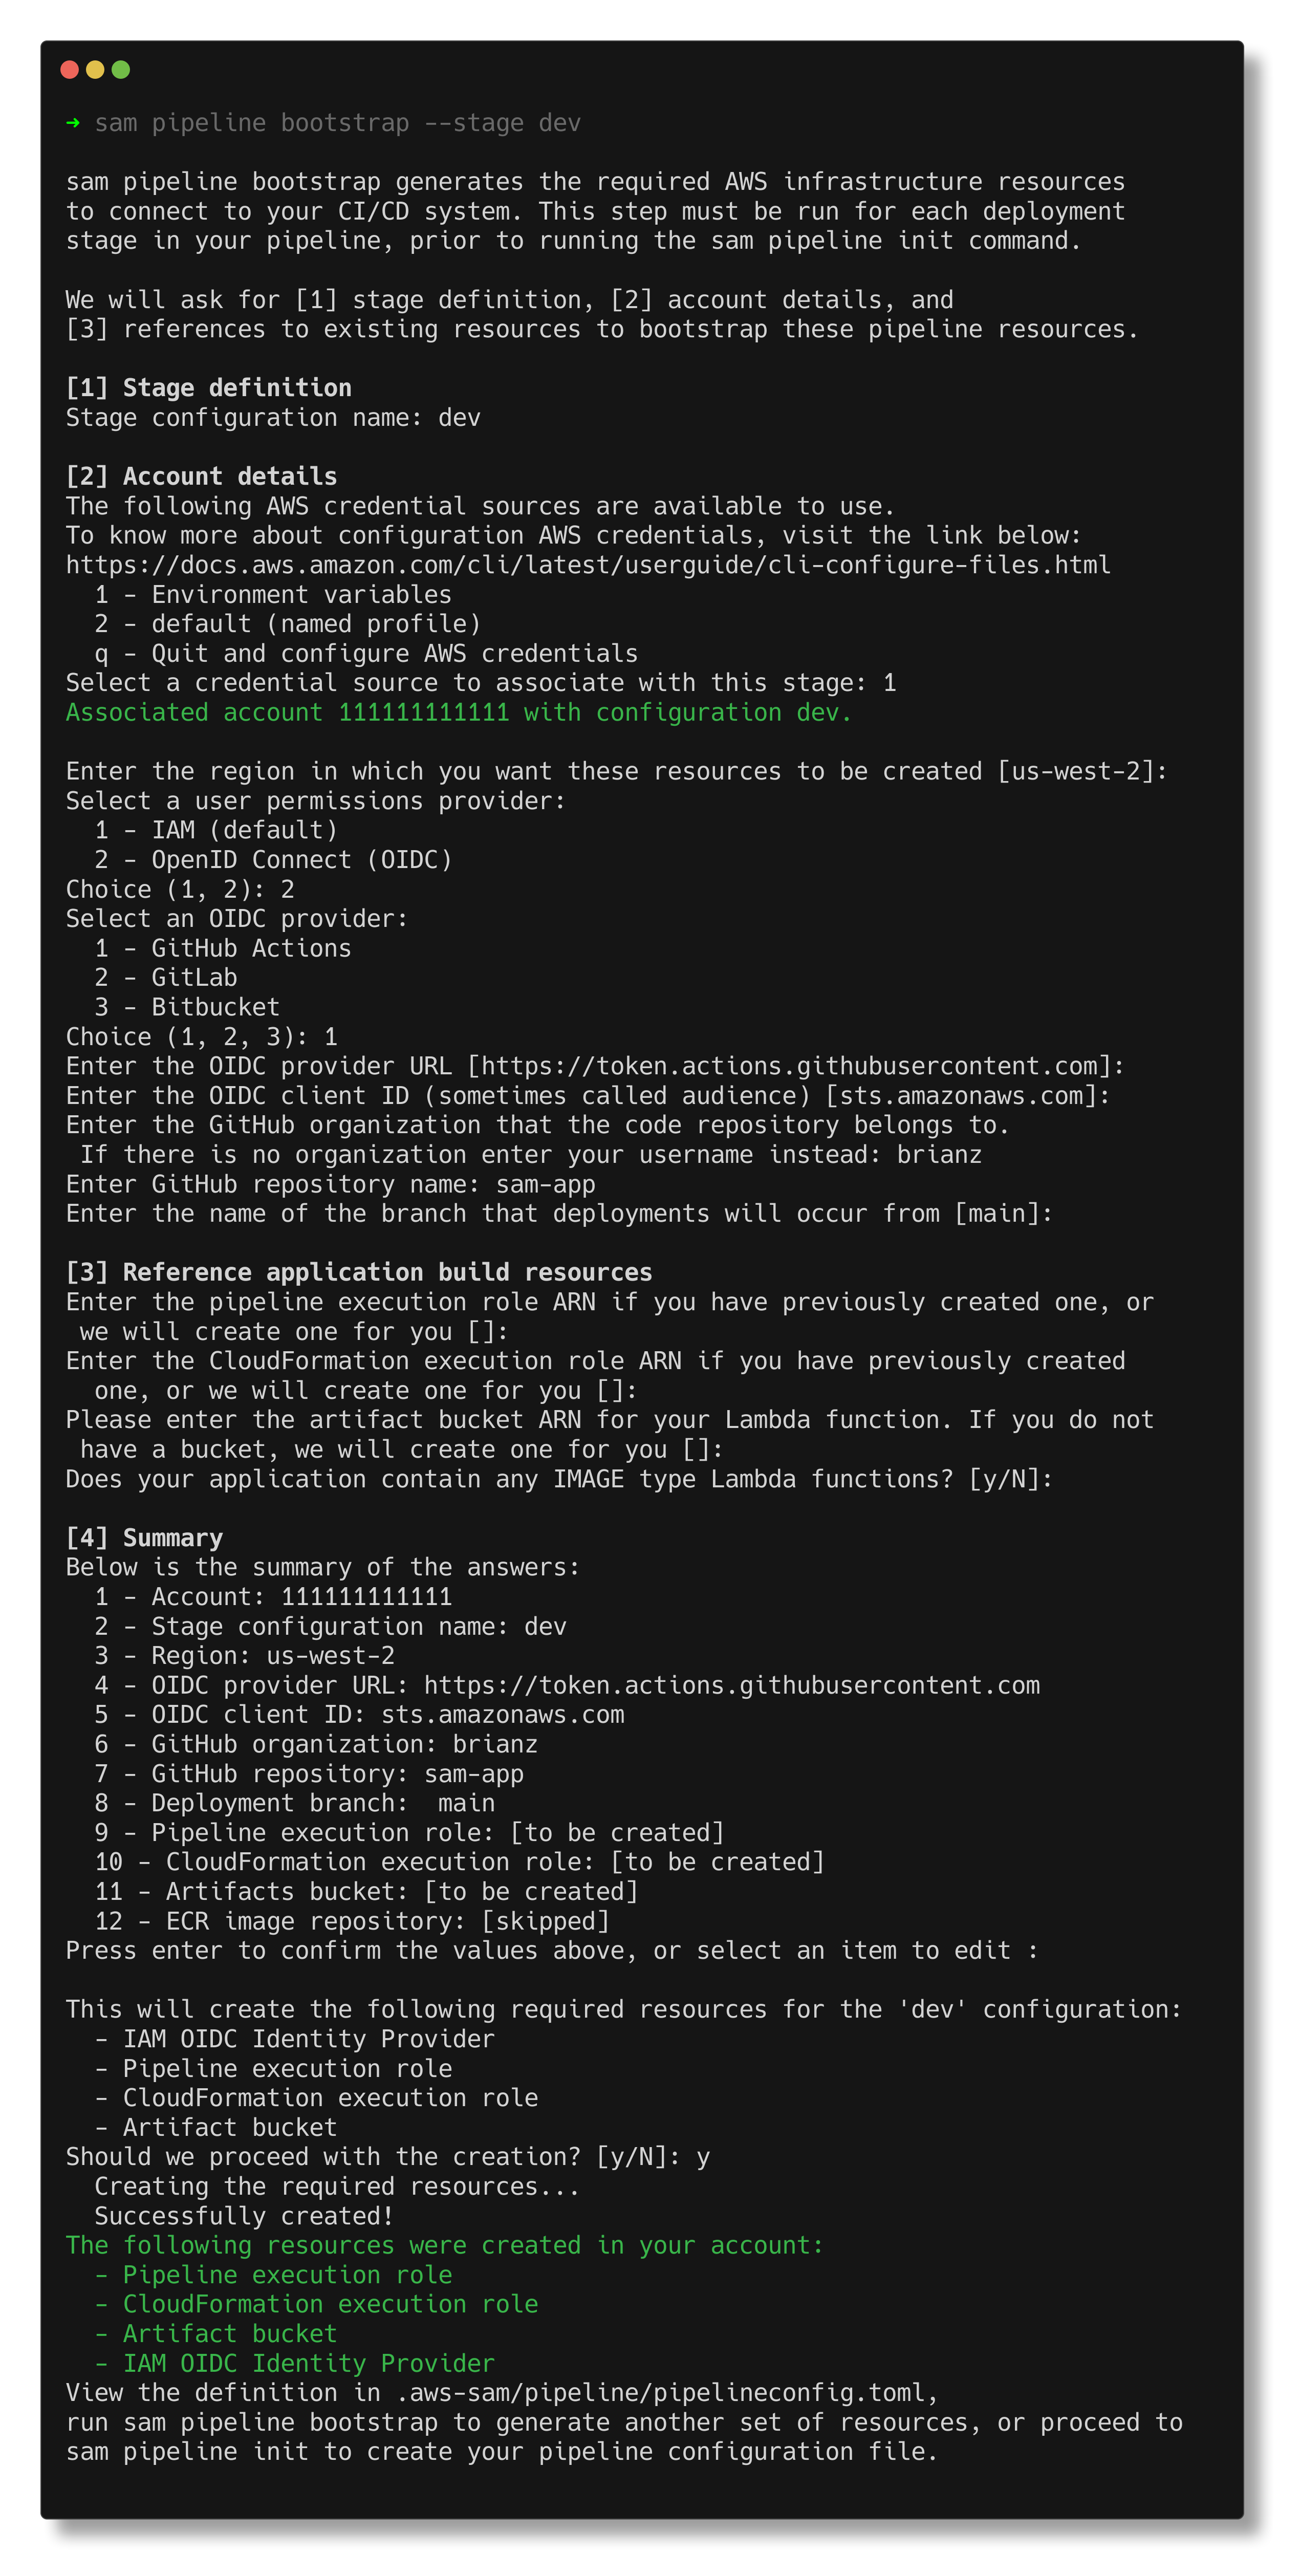 ➜ sam pipeline bootstrap --stage dev
sam pipeline bootstrap generates the required AWS infrastructure resources
to connect to your CI/CD system. This step must be run for each deployment
stage in your pipeline, prior to running the sam pipeline init command.
We will ask for [1] stage definition, [2] account details, and
[3] references to existing resources to bootstrap these pipeline resources.
[1] Stage definition
Stage configuration name: dev
[2] Account details
The following AWS credential sources are available to use.
To know more about configuration AWS credentials, visit the link below:
https://docs.aws.amazon.com/cli/latest/userguide/cli-configure-files.html
  1 - Environment variables
  2 - default (named profile)
  q - Quit and configure AWS credentials
Select a credential source to associate with this stage: 1
Associated account 111111111111 with configuration dev.
Enter the region in which you want these resources to be created [us-west-2]:
Select a user permissions provider:
  1 - IAM (default)
  2 - OpenID Connect (OIDC)
Choice (1, 2): 2
Select an OIDC provider:
  1 - GitHub Actions
  2 - GitLab
  3 - Bitbucket
Choice (1, 2, 3): 1
Enter the OIDC provider URL [https://token.actions.githubusercontent.com]:
Enter the OIDC client ID (sometimes called audience) [sts.amazonaws.com]:
Enter the GitHub organization that the code repository belongs to.
 If there is no organization enter your username instead: brianz
Enter GitHub repository name: sam-app
Enter the name of the branch that deployments will occur from [main]:
[3] Reference application build resources
Enter the pipeline execution role ARN if you have previously created one, or
 we will create one for you []:
Enter the CloudFormation execution role ARN if you have previously created
  one, or we will create one for you []:
Please enter the artifact bucket ARN for your Lambda function. If you do not
 have a bucket, we will create one for you []:
Does your application contain any IMAGE type Lambda functions? [y/N]:
[4] Summary
Below is the summary of the answers:
  1 - Account: 111111111111
  2 - Stage configuration name: dev
  3 - Region: us-west-2
  4 - OIDC provider URL: https://token.actions.githubusercontent.com
  5 - OIDC client ID: sts.amazonaws.com
  6 - GitHub organization: brianz
  7 - GitHub repository: sam-app
  8 - Deployment branch:  main
  9 - Pipeline execution role: [to be created]
  10 - CloudFormation execution role: [to be created]
  11 - Artifacts bucket: [to be created]
  12 - ECR image repository: [skipped]
Press enter to confirm the values above, or select an item to edit :
This will create the following required resources for the 'dev' configuration:
  - IAM OIDC Identity Provider
  - Pipeline execution role
  - CloudFormation execution role
  - Artifact bucket
Should we proceed with the creation? [y/N]: y
  Creating the required resources...
  Successfully created!
The following resources were created in your account:
  - Pipeline execution role
  - CloudFormation execution role
  - Artifact bucket
  - IAM OIDC Identity Provider
View the definition in .aws-sam/pipeline/pipelineconfig.toml,
run sam pipeline bootstrap to generate another set of resources, or proceed to
sam pipeline init to create your pipeline configuration file.